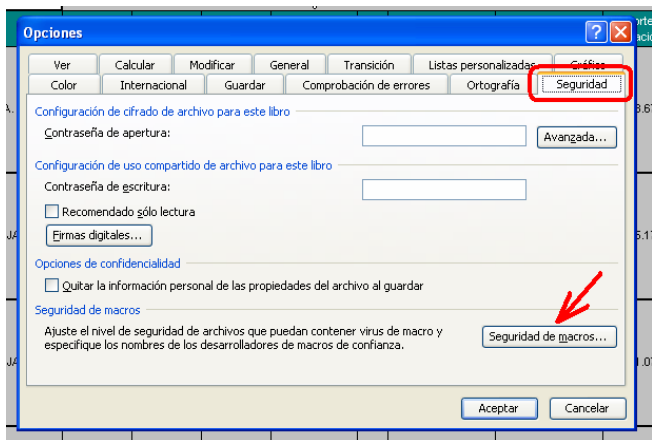 Opciones
Ver Calcular Modificar General Transición Listas personalizadas Gráfico
Color Internacional Guardar Comprobación de errores Ortografía Seguridad
Configuración de cifrado de archivo para este libro
Contraseña de apertura:
Avanzada...
Configuración de uso compartido de archivo para este libro
Contraseña de escritura:
Recomendado sólo lectura
Firmas digitales...
Opciones de confidencialidad
Quitar la información personal de las propiedades del archivo al guardar
Seguridad de macros
Ajuste el nivel de seguridad de archivos que puedan contener virus de macro y
especifique los nombres de los desarrolladores de macros de confianza.
Seguridad de macros...
Aceptar Cancelar